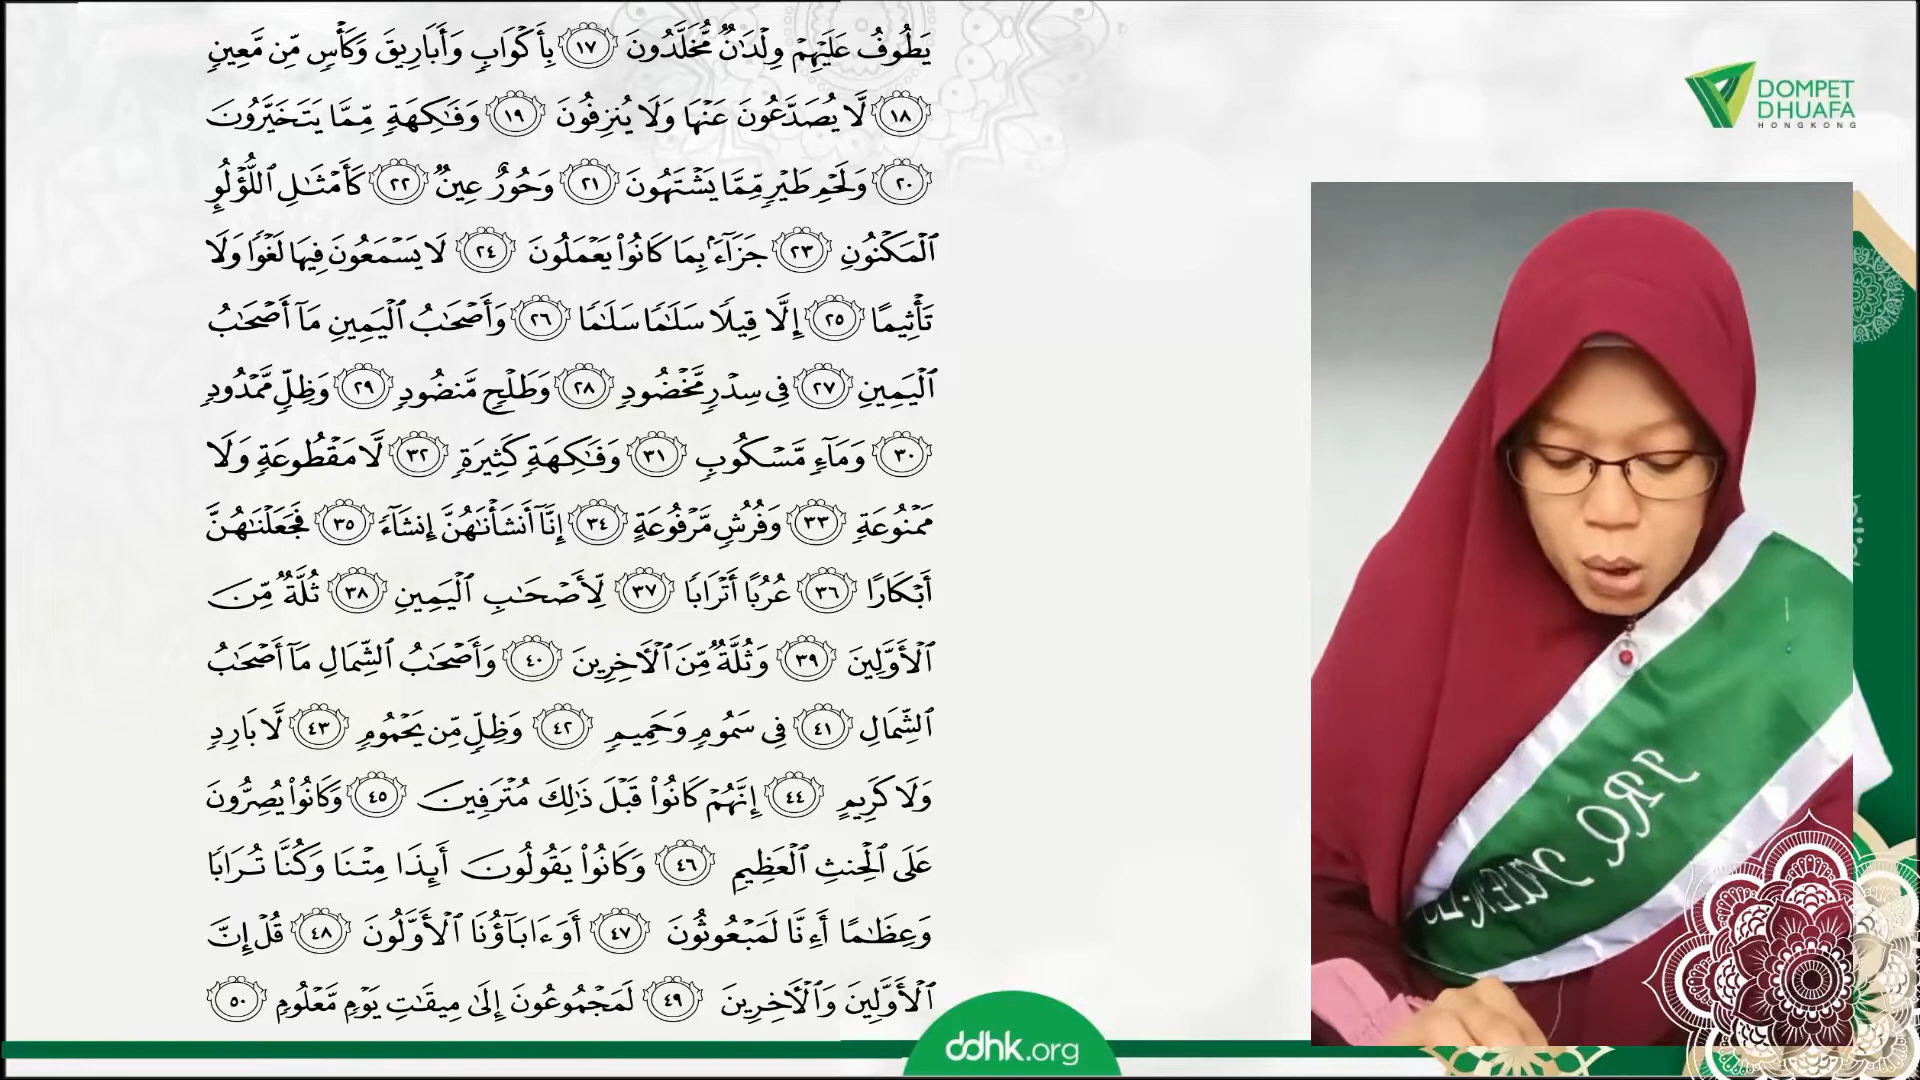 يَطُوفُ عَلَيْهِمْ وِلْدَٰنٌ مُّخَلَّدُونَ ١٧ بِأَكْوَابٍ وَأَبَارِيقَ وَكَأْسٍ مِّن مَّعِينٍ
١٨ لَّا يُصَدَّعُونَ عَنْهَا وَلَا يُنزِفُونَ ١٩ وَفَٰكِهَةٍ مِّمَّا يَتَخَيَّرُونَ
٢٠ وَلَحْمِ طَيْرٍ مِّمَّا يَشْتَهُونَ ٢١ وَحُورٌ عِينٌ ٢٢ كَأَمْثَٰلِ ٱللُّؤْلُؤِ
ٱلْمَكْنُونِ ٢٣ جَزَآءًۢ بِمَا كَانُوا۟ يَعْمَلُونَ ٢٤ لَا يَسْمَعُونَ فِيهَا لَغْوًا وَلَا
تَأْثِيمًا ٢٥ إِلَّا قِيلًا سَلَٰمًا سَلَٰمًا ٢٦ وَأَصْحَٰبُ ٱلْيَمِينِ مَآ أَصْحَٰبُ
ٱلْيَمِينِ ٢٧ فِى سِدْرٍ مَّخْضُودٍ ٢٨ وَطَلْحٍ مَّنضُودٍ ٢٩ وَظِلٍّ مَّمْدُودٍ
٣٠ وَمَآءٍ مَّسْكُوبٍ ٣١ وَفَٰكِهَةٍ كَثِيرَةٍ ٣٢ لَّا مَقْطُوعَةٍ وَلَا
مَمْنُوعَةٍ ٣٣ وَفُرُشٍ مَّرْفُوعَةٍ ٣٤ إِنَّآ أَنشَأْنَٰهُنَّ إِنشَآءً ٣٥ فَجَعَلْنَٰهُنَّ
أَبْكَارًا ٣٦ عُرُبًا أَتْرَابًا ٣٧ لِّأَصْحَٰبِ ٱلْيَمِينِ ٣٨ ثُلَّةٌ مِّنَ
ٱلْأَوَّلِينَ ٣٩ وَثُلَّةٌ مِّنَ ٱلْءَاخِرِينَ ٤٠ وَأَصْحَٰبُ ٱلشِّمَالِ مَآ أَصْحَٰبُ
ٱلشِّمَالِ ٤١ فِى سَمُومٍ وَحَمِيمٍ ٤٢ وَظِلٍّ مِّن يَحْمُومٍ ٤٣ لَّا بَارِدٍ
وَلَا كَرِيمٍ ٤٤ إِنَّهُمْ كَانُوا۟ قَبْلَ ذَٰلِكَ مُتْرَفِينَ ٤٥ وَكَانُوا۟ يُصِرُّونَ
عَلَى ٱلْحِنثِ ٱلْعَظِيمِ ٤٦ وَكَانُوا۟ يَقُولُونَ أَئِذَا مِتْنَا وَكُنَّا تُرَابًا
وَعِظَٰمًا أَءِنَّا لَمَبْعُوثُونَ ٤٧ أَوَءَابَآؤُنَا ٱلْأَوَّلُونَ ٤٨ قُلْ إِنَّ
ٱلْأَوَّلِينَ وَٱلْءَاخِرِينَ ٤٩ لَمَجْمُوعُونَ إِلَىٰ مِيقَٰتِ يَوْمٍ مَّعْلُومٍ ٥٠
DOMPET
DHUAFA
HONGKONG
IRC
ddhk.org